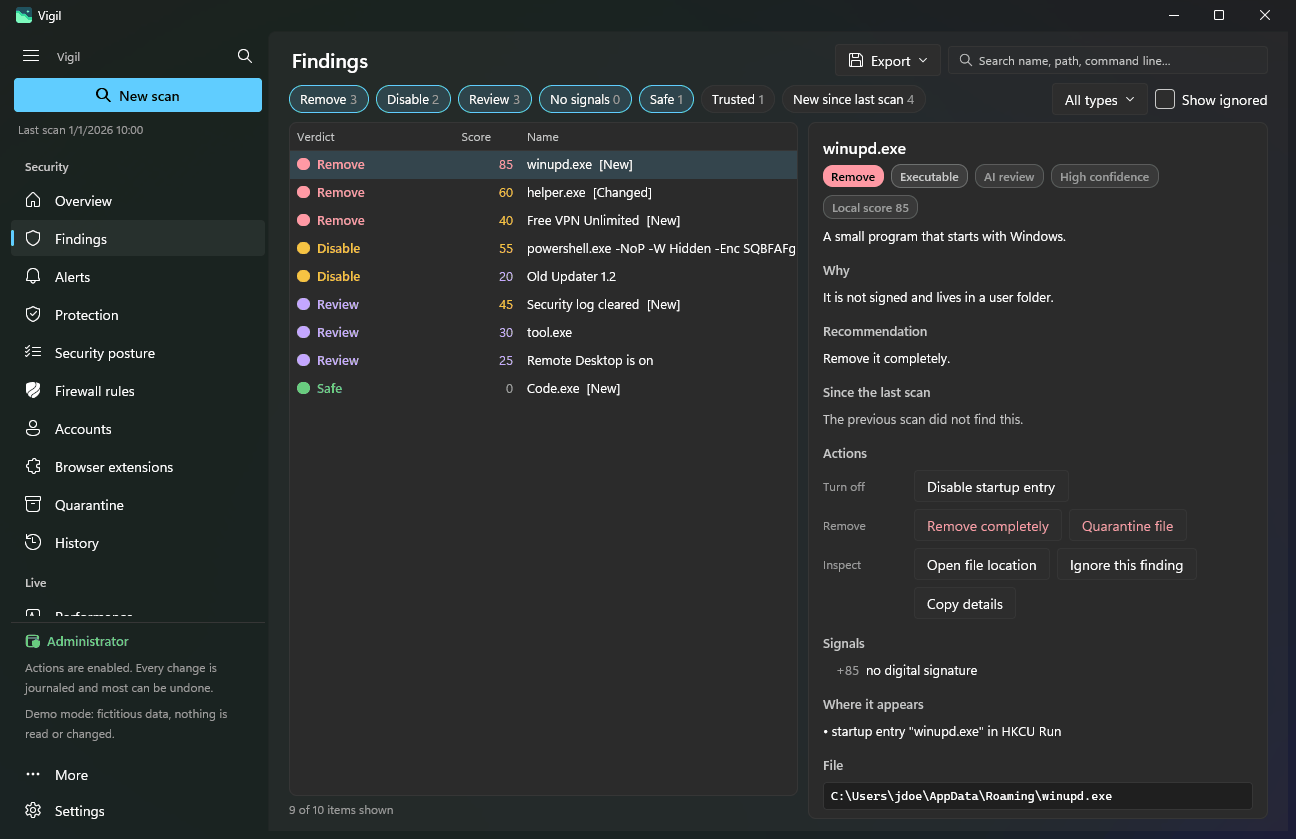 Vigil
Vigil
New scan
Last scan 1/1/2026 10:00
Security
Overview
Findings
Alerts
Protection
Security posture
Firewall rules
Accounts
Browser extensions
Quarantine
History
Live
Performance
Administrator
Actions are enabled. Every change is
journaled and most can be undone.
Demo mode: fictitious data, nothing is
read or changed.
More
Settings
Findings
Export
Search name, path, command line...
Remove 3
Disable 2
Review 3
No signals 0
Safe 1
Trusted 1
New since last scan 4
All types
Show ignored
Verdict Score Name
Remove 85 winupd.exe [New]
Remove 60 helper.exe [Changed]
Remove 40 Free VPN Unlimited [New]
Disable 55 powershell.exe -NoP -W Hidden -Enc SQBFAFg
Disable 20 Old Updater 1.2
Review 45 Security log cleared [New]
Review 30 tool.exe
Review 25 Remote Desktop is on
Safe 0 Code.exe [New]
9 of 10 items shown
winupd.exe
Remove Executable AI review High confidence
Local score 85
A small program that starts with Windows.
Why
It is not signed and lives in a user folder.
Recommendation
Remove it completely.
Since the last scan
The previous scan did not find this.
Actions
Turn off Disable startup entry
Remove Remove completely Quarantine file
Inspect Open file location Ignore this finding
Copy details
Signals
+85 no digital signature
Where it appears
• startup entry "winupd.exe" in HKCU Run
File
C:\Users\jdoe\AppData\Roaming\winupd.exe